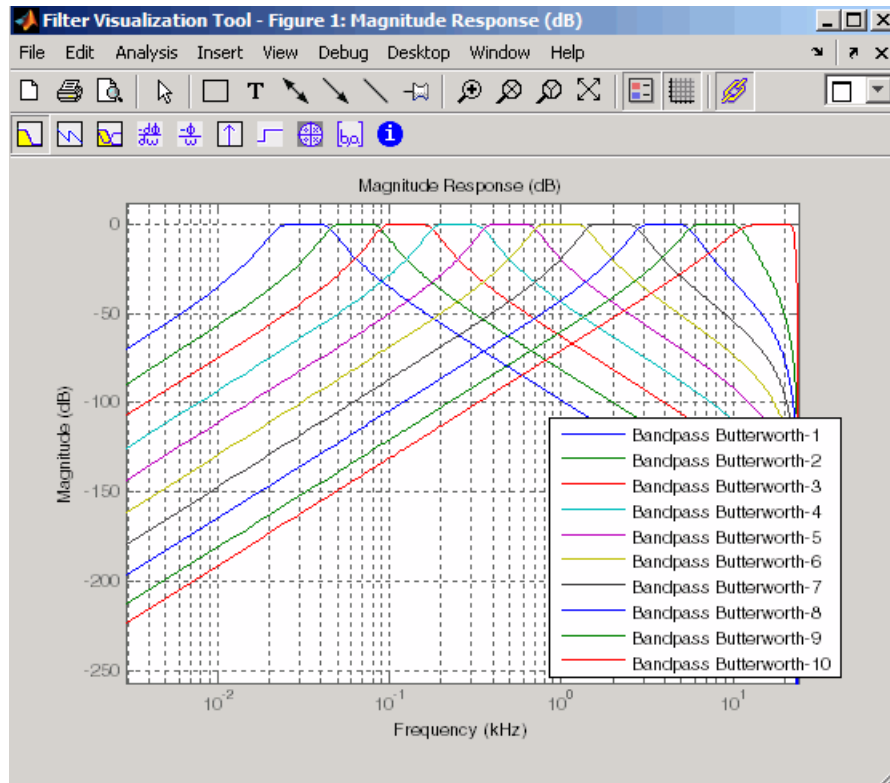 Filter Visualization Tool - Figure 1: Magnitude Response (dB)
File Edit Analysis Insert View Debug Desktop Window Help
T
[b,a] i
Magnitude Response (dB)
0
-50
-100
-150
-200
-250
Magnitude (dB)
10^-2 10^-1 10^0 10^1
Frequency (kHz)
Bandpass Butterworth-1
Bandpass Butterworth-2
Bandpass Butterworth-3
Bandpass Butterworth-4
Bandpass Butterworth-5
Bandpass Butterworth-6
Bandpass Butterworth-7
Bandpass Butterworth-8
Bandpass Butterworth-9
Bandpass Butterworth-10